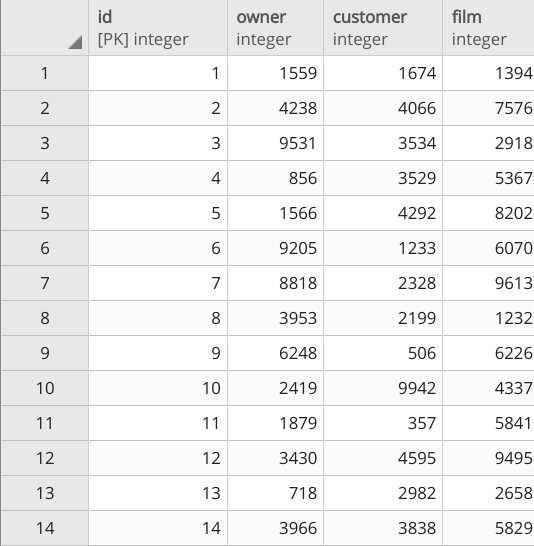 id owner customer film
[PK] integer integer integer integer
1 1 1559 1674 1394
2 2 4238 4066 7576
3 3 9531 3534 2918
4 4 856 3529 5367
5 5 1566 4292 8202
6 6 9205 1233 6070
7 7 8818 2328 9613
8 8 3953 2199 1232
9 9 6248 506 6226
10 10 2419 9942 4337
11 11 1879 357 5841
12 12 3430 4595 9495
13 13 718 2982 2658
14 14 3966 3838 5829